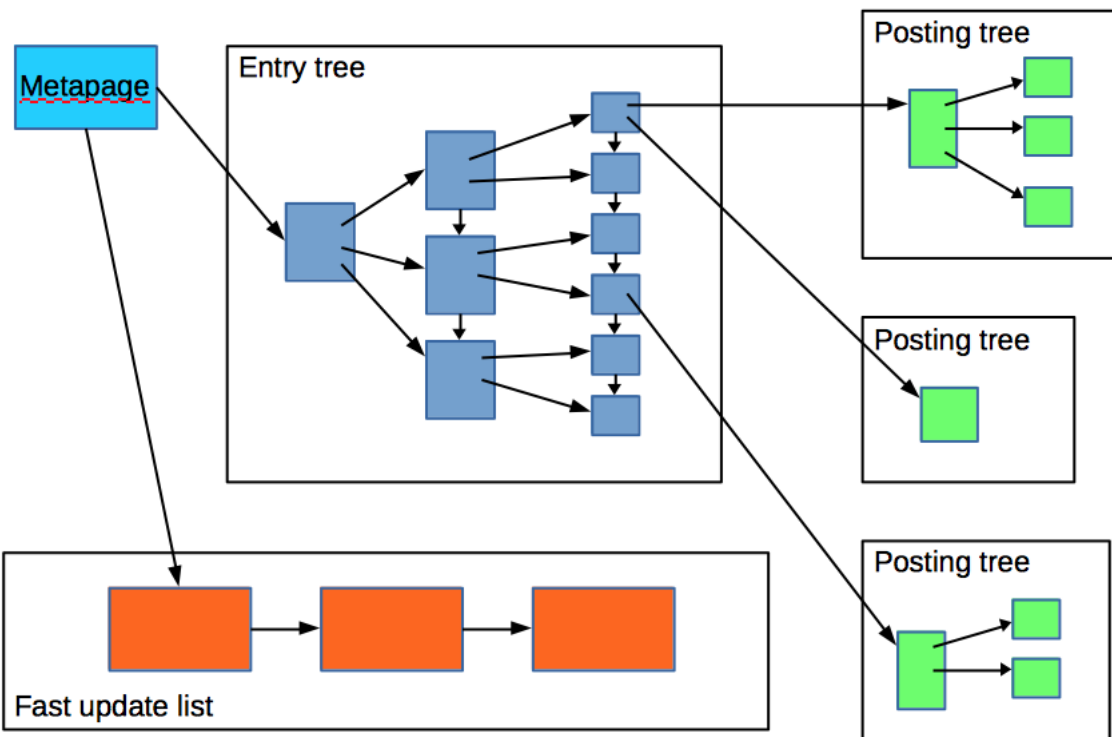 Metapage
Entry tree
Posting tree
Posting tree
Posting tree
Fast update list